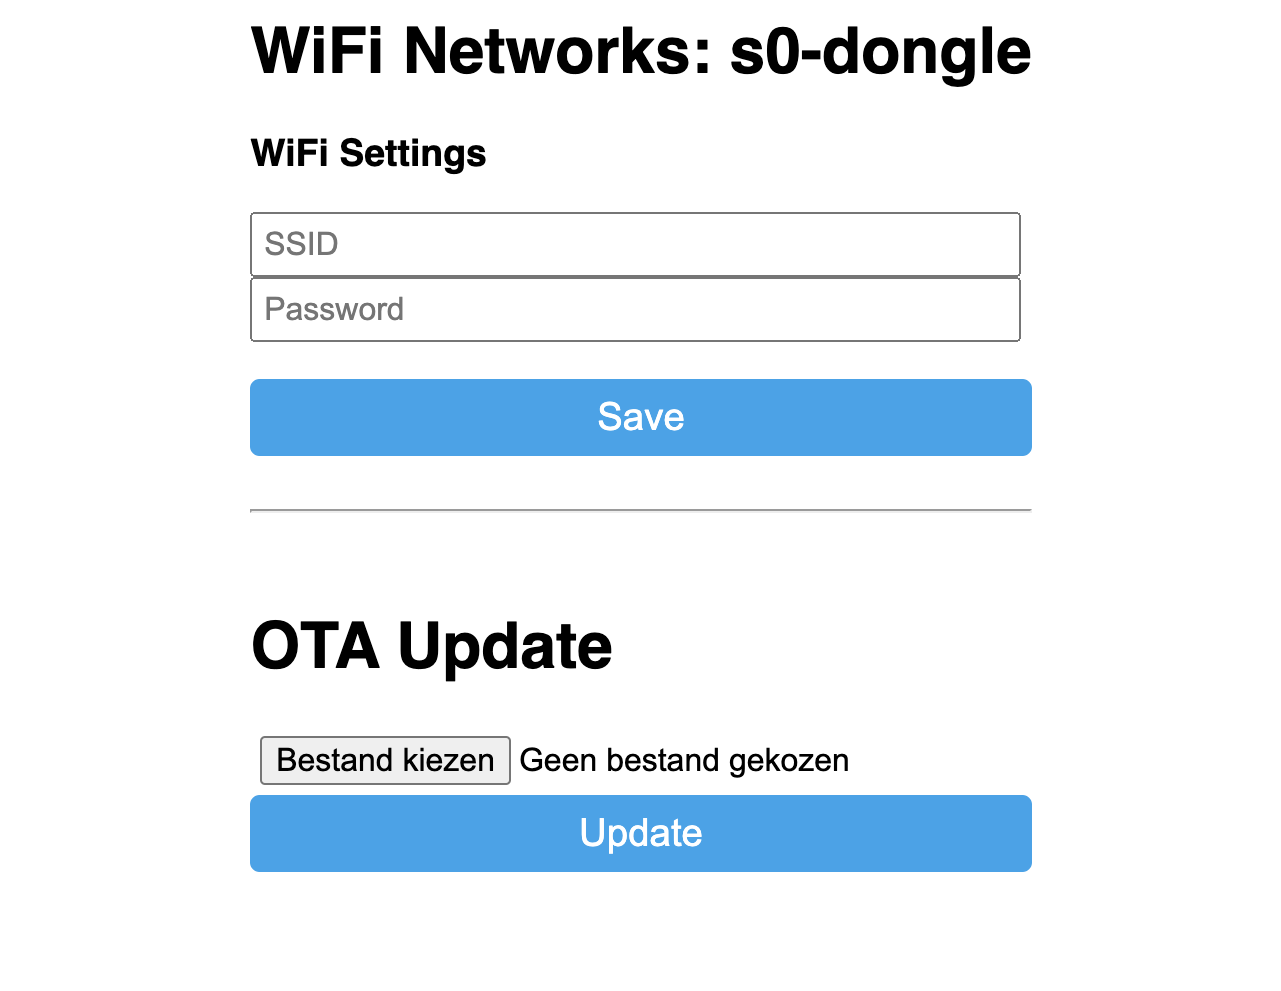 WiFi Networks: s0-dongle
WiFi Settings
SSID
Password
Save
OTA Update
Bestand kiezen Geen bestand gekozen
Update